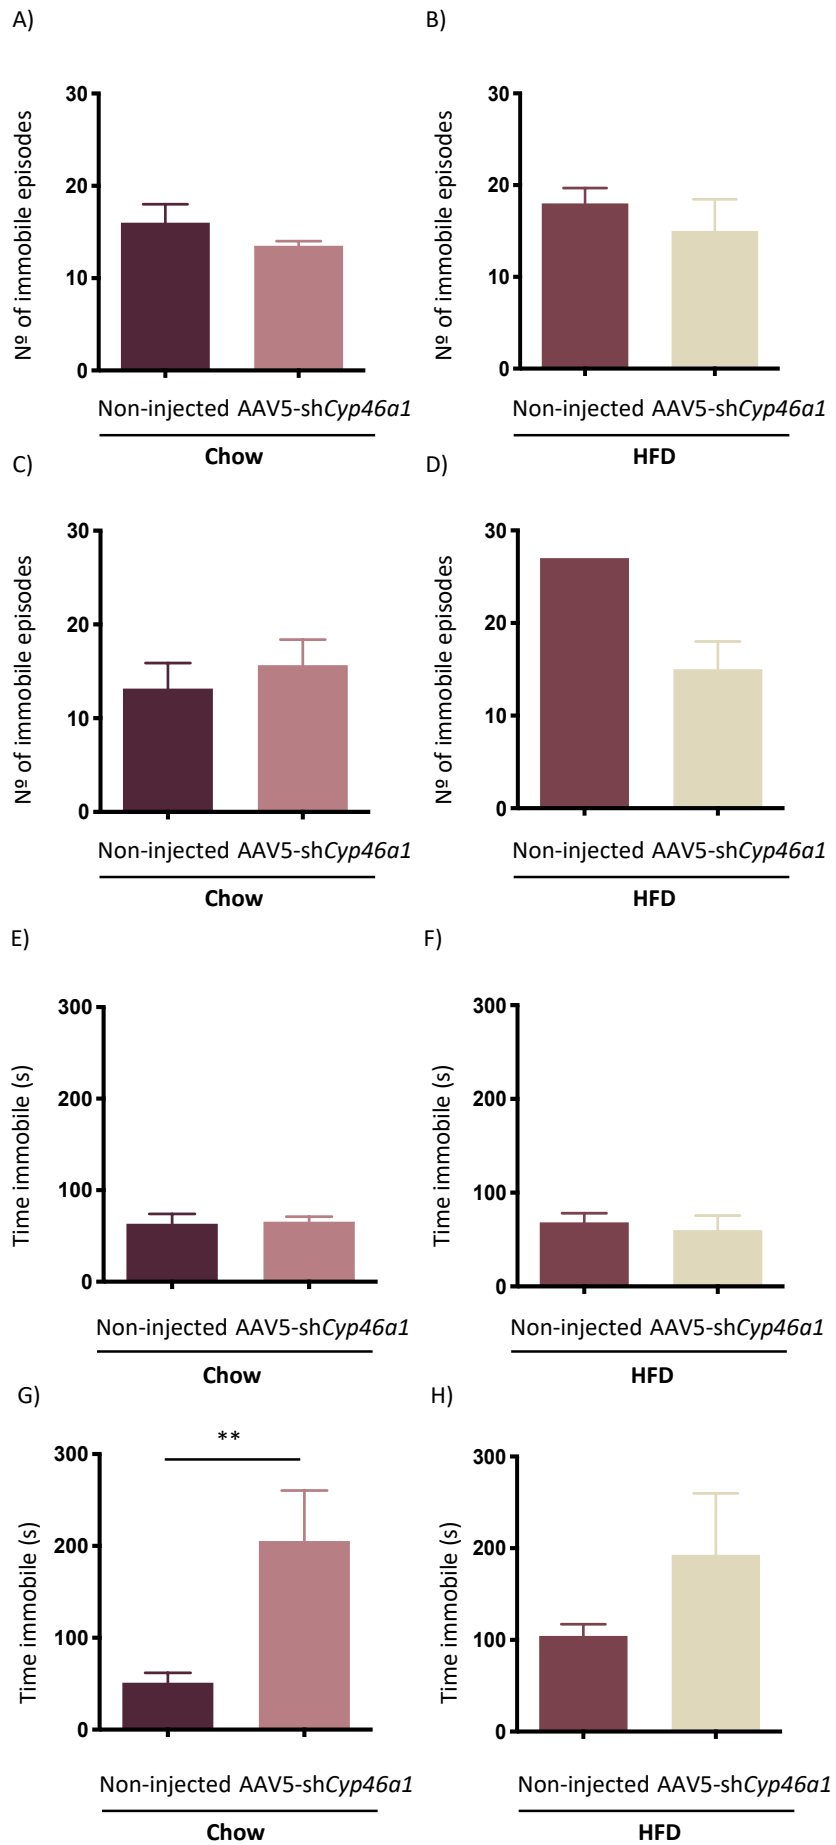 A)
Nº of immobile episodes
30
20
10
0
Non-injected AAV5-shCyp46a1
Chow
B)
Nº of immobile episodes
30
20
10
0
Non-injected AAV5-shCyp46a1
HFD
C)
Nº of immobile episodes
30
20
10
0
Non-injected AAV5-shCyp46a1
Chow
D)
Nº of immobile episodes
30
20
10
0
Non-injected AAV5-shCyp46a1
HFD
E)
Time immobile (s)
300
200
100
0
Non-injected AAV5-shCyp46a1
Chow
F)
Time immobile (s)
300
200
100
0
Non-injected AAV5-shCyp46a1
HFD
G)
Time immobile (s)
300
200
100
0
**
Non-injected AAV5-shCyp46a1
Chow
H)
Time immobile (s)
300
200
100
0
Non-injected AAV5-shCyp46a1
HFD